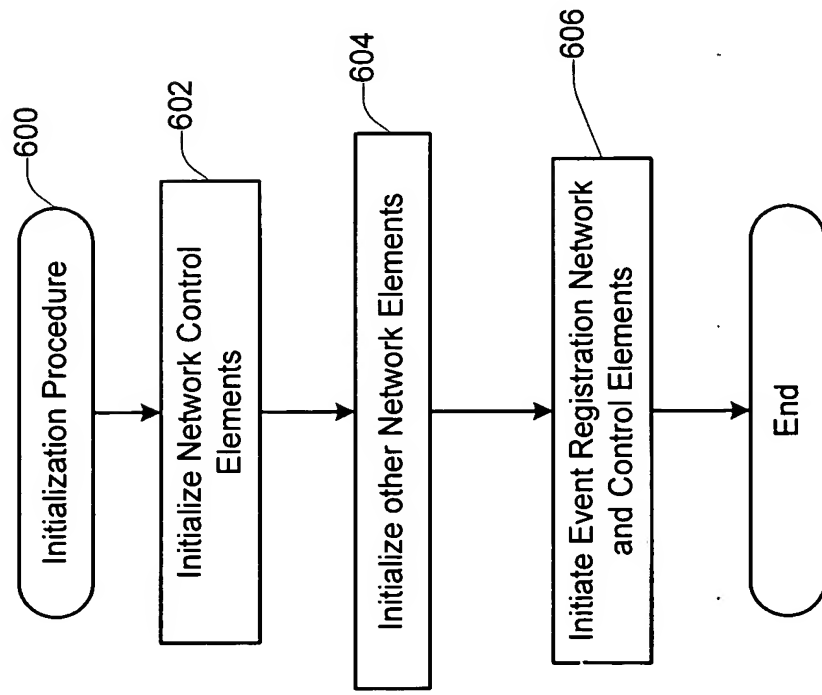 600
Initialization Procedure
602
Initialize Network Control
Elements
604
Initialize other Network Elements
606
Initiate Event Registration Network
and Control Elements
End